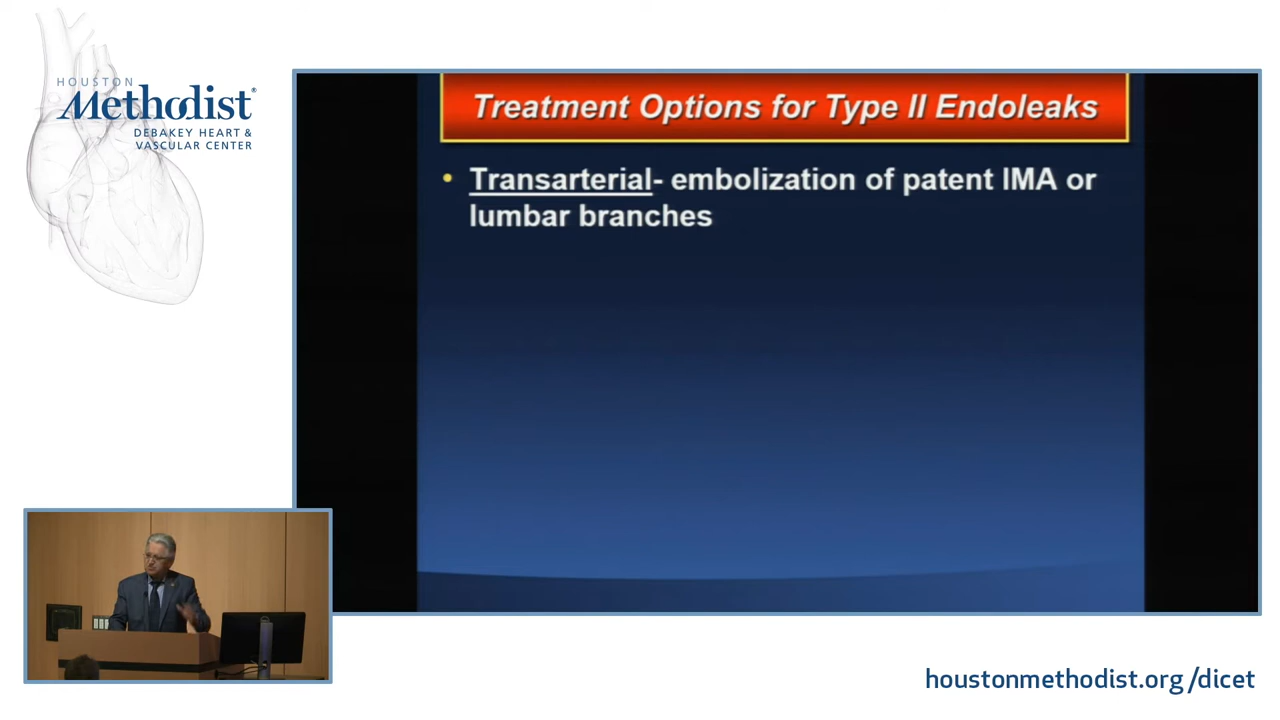 HOUSTON
Methodist®
DEBAKEY HEART &
VASCULAR CENTER
Treatment Options for Type II Endoleaks
• Transarterial- embolization of patent IMA or
lumbar branches
houstonmethodist.org/dicet